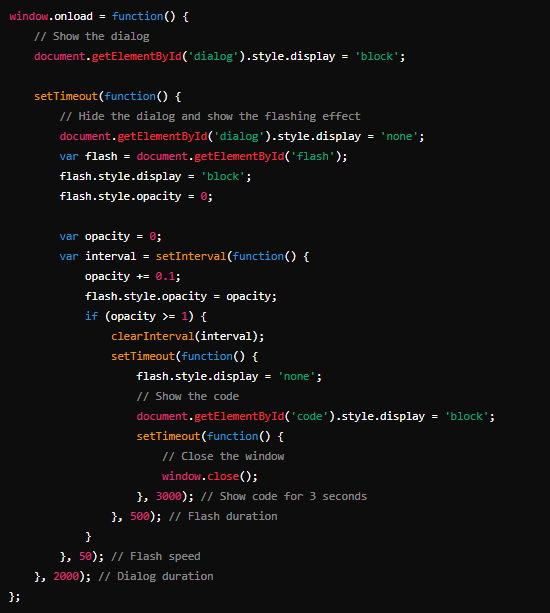 window.onload = function() {
    // Show the dialog
    document.getElementById('dialog').style.display = 'block';

    setTimeout(function() {
        // Hide the dialog and show the flashing effect
        document.getElementById('dialog').style.display = 'none';
        var flash = document.getElementById('flash');
        flash.style.display = 'block';
        flash.style.opacity = 0;

        var opacity = 0;
        var interval = setInterval(function() {
            opacity += 0.1;
            flash.style.opacity = opacity;
            if (opacity >= 1) {
                clearInterval(interval);
                setTimeout(function() {
                    flash.style.display = 'none';
                    // Show the code
                    document.getElementById('code').style.display = 'block';
                    setTimeout(function() {
                        // Close the window
                        window.close();
                    }, 3000); // Show code for 3 seconds
                }, 500); // Flash duration
            }
        }, 50); // Flash speed
    }, 2000); // Dialog duration
};